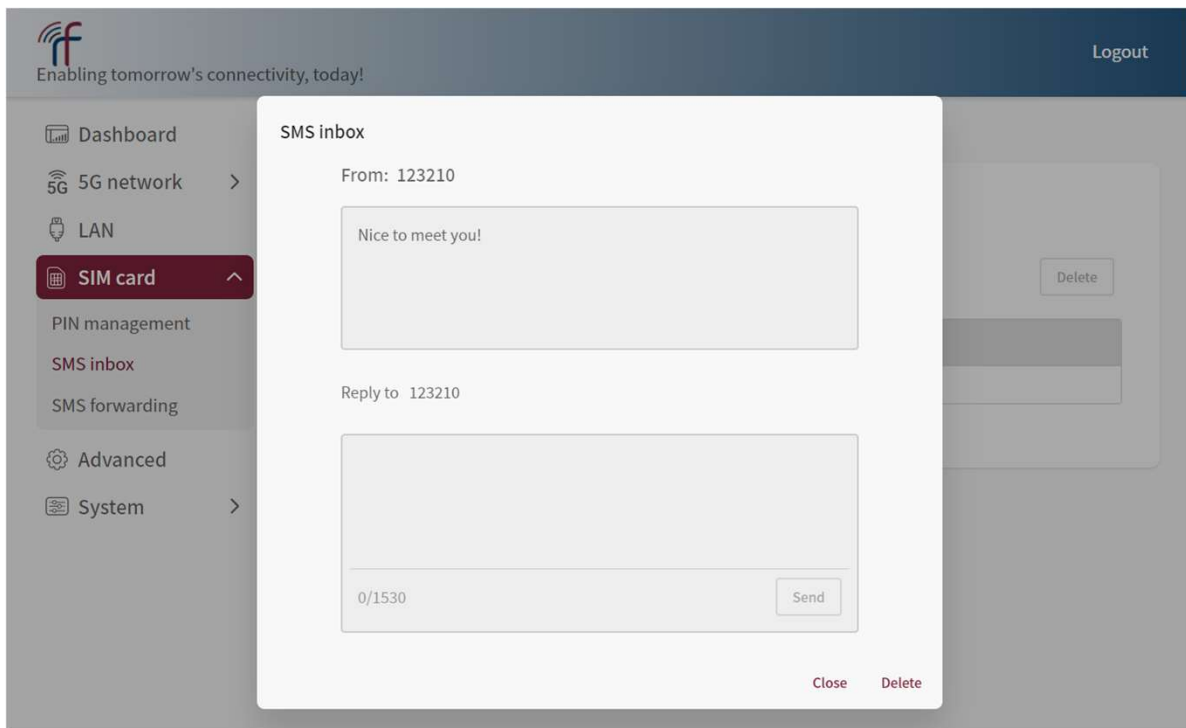 Enabling tomorrow's connectivity, today!
Logout
Dashboard
5G 5G network
LAN
SIM card
PIN management
SMS inbox
SMS forwarding
Advanced
System
SMS inbox
From: 123210
Nice to meet you!
Reply to 123210
0/1530
Send
Close Delete
Delete